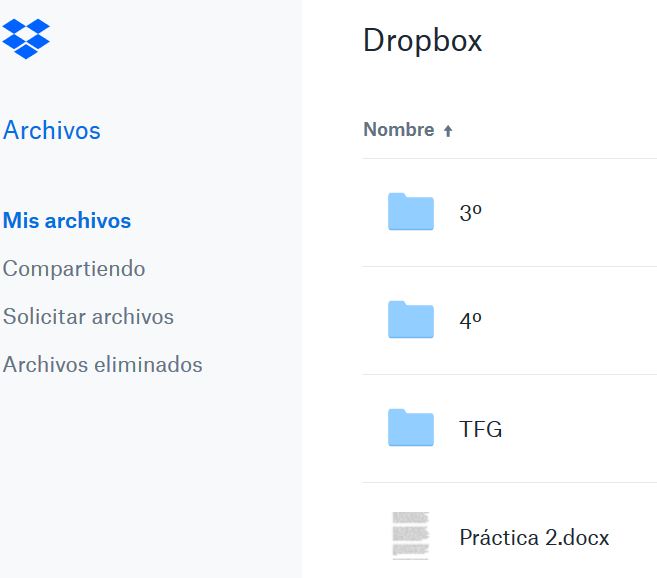 Dropbox
Archivos
Nombre
Mis archivos
Compartiendo
Solicitar archivos
Archivos eliminados
3º
4º
TFG
Práctica 2.docx